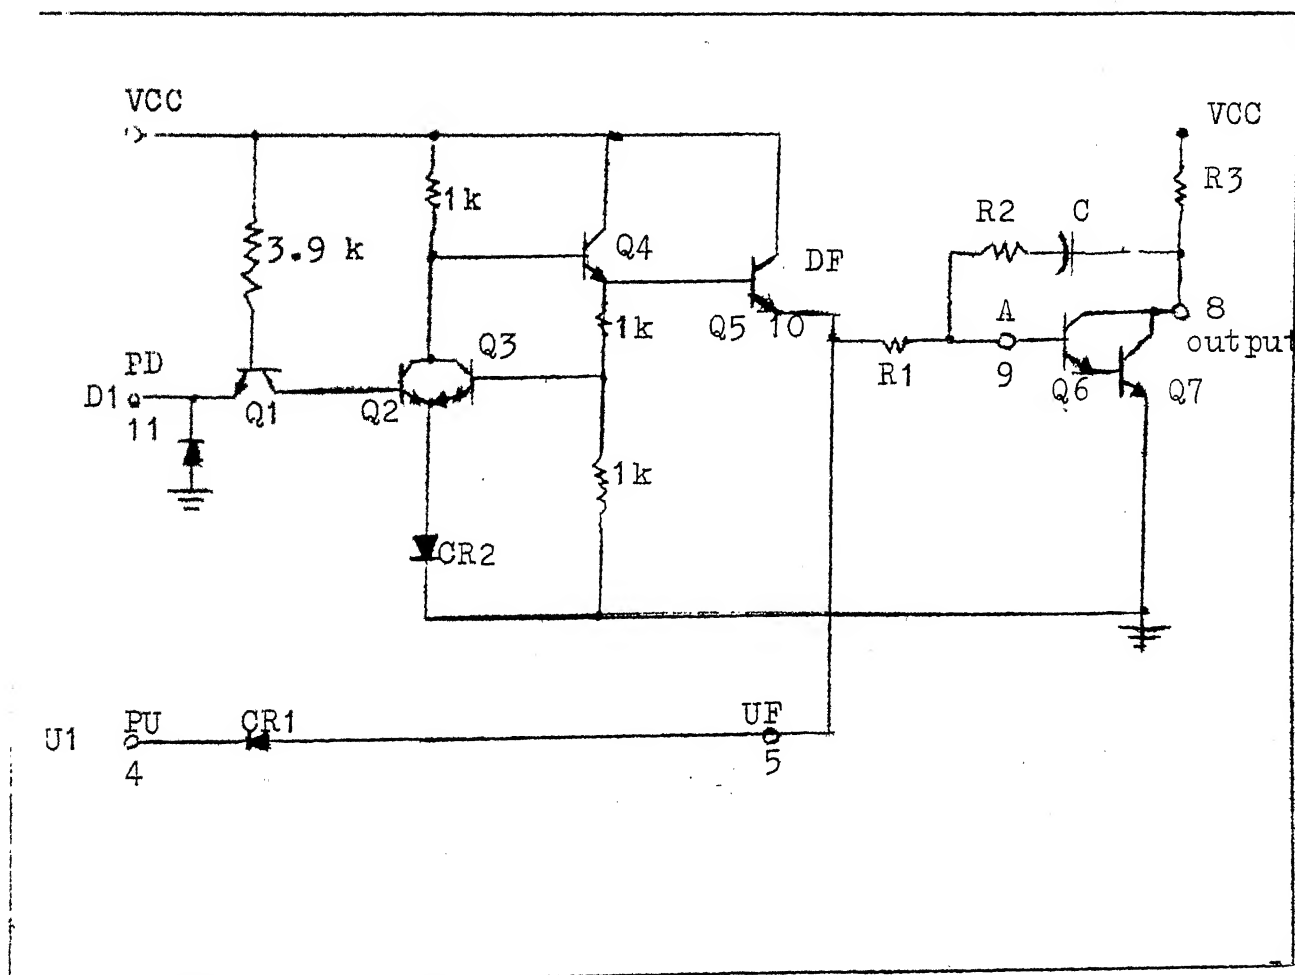 VCC
VCC
R3
1k
R2 C
3.9 k
Q4
DF
A
8
output
1k
Q5 10
Q3
R1
9
Q6
Q7
PD
D1
11
Q1
Q2
1k
CR2
PU
CR1
UF
U1
4
5